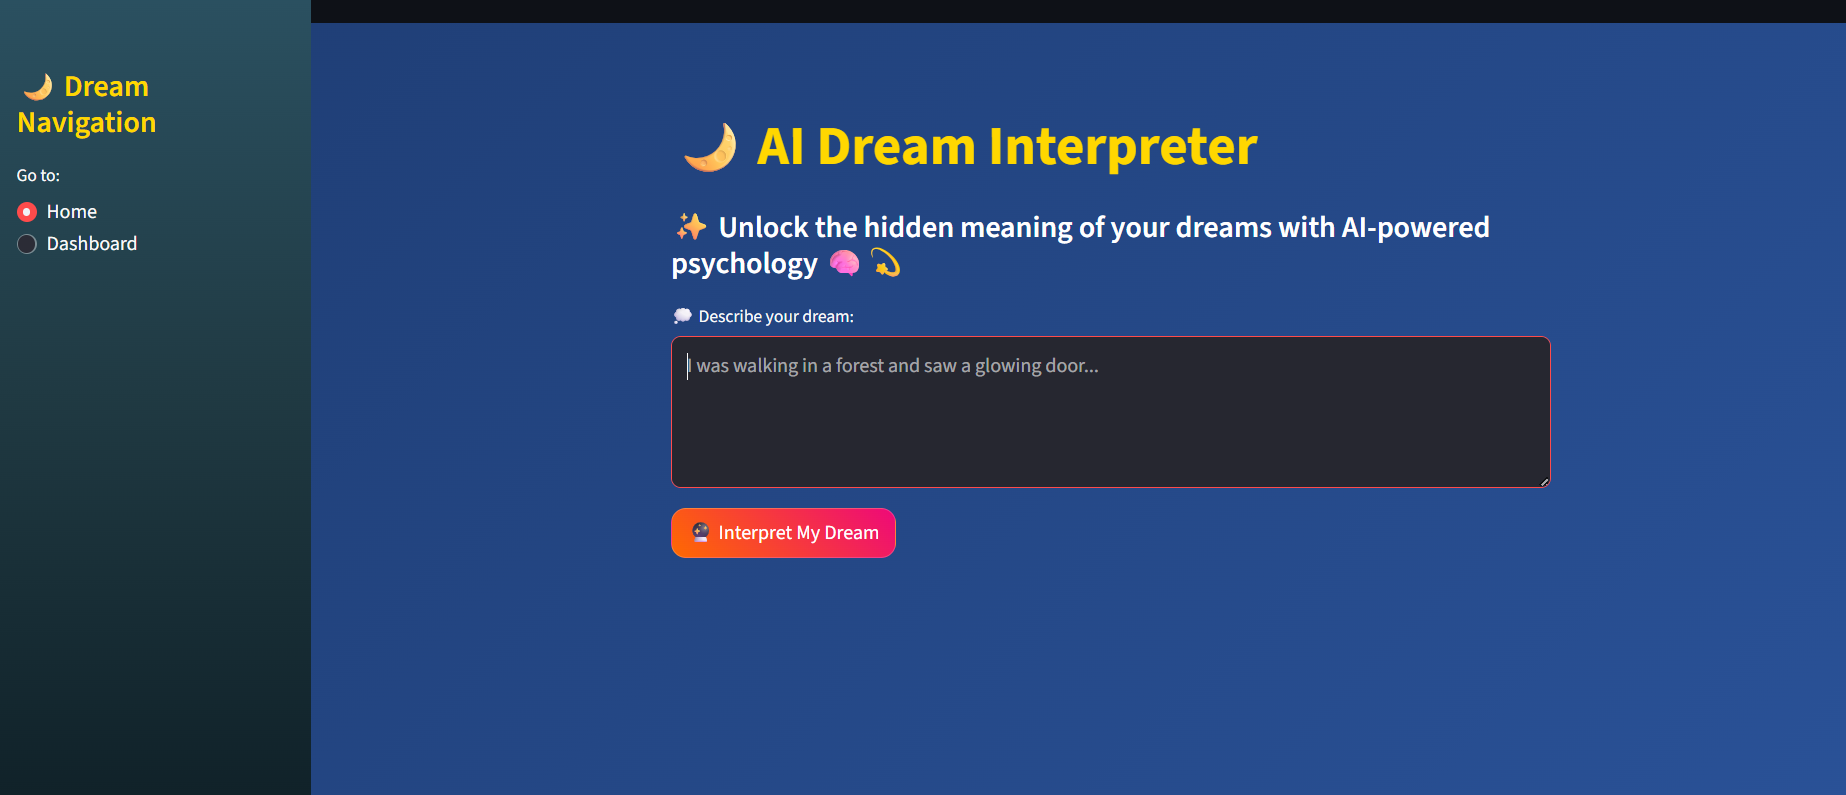 🌙 Dream
Navigation
Go to:
Home
Dashboard
🌙 AI Dream Interpreter
✨ Unlock the hidden meaning of your dreams with AI-powered
psychology 🧠 💫
💭 Describe your dream:
I was walking in a forest and saw a glowing door...
🔮 Interpret My Dream